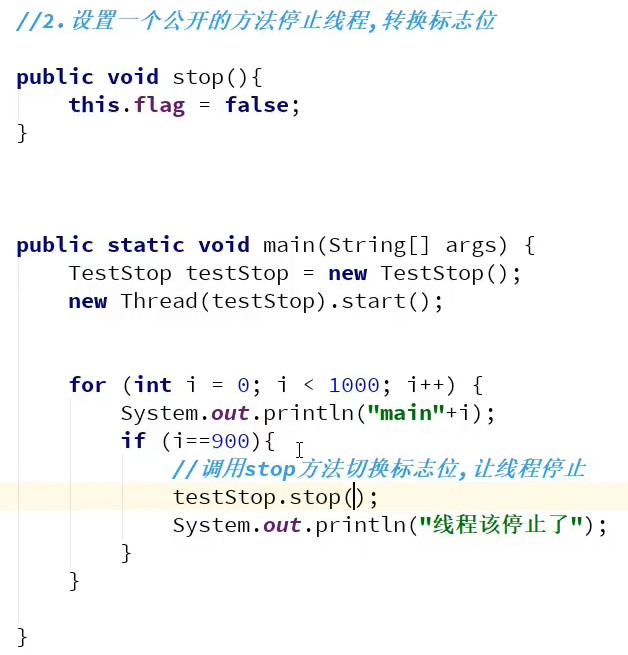 //2.设置一个公开的方法停止线程,转换标志位
public void stop(){
this.flag = false;
}
public static void main(String[] args) {
TestStop testStop = new TestStop();
new Thread(testStop).start();
for (int i = 0; i < 1000; i++) {
System.out.println("main"+i);
if (i==900){
//调用stop方法切换标志位,让线程停止
testStop.stop();
System.out.println("线程该停止了");
}
}
}